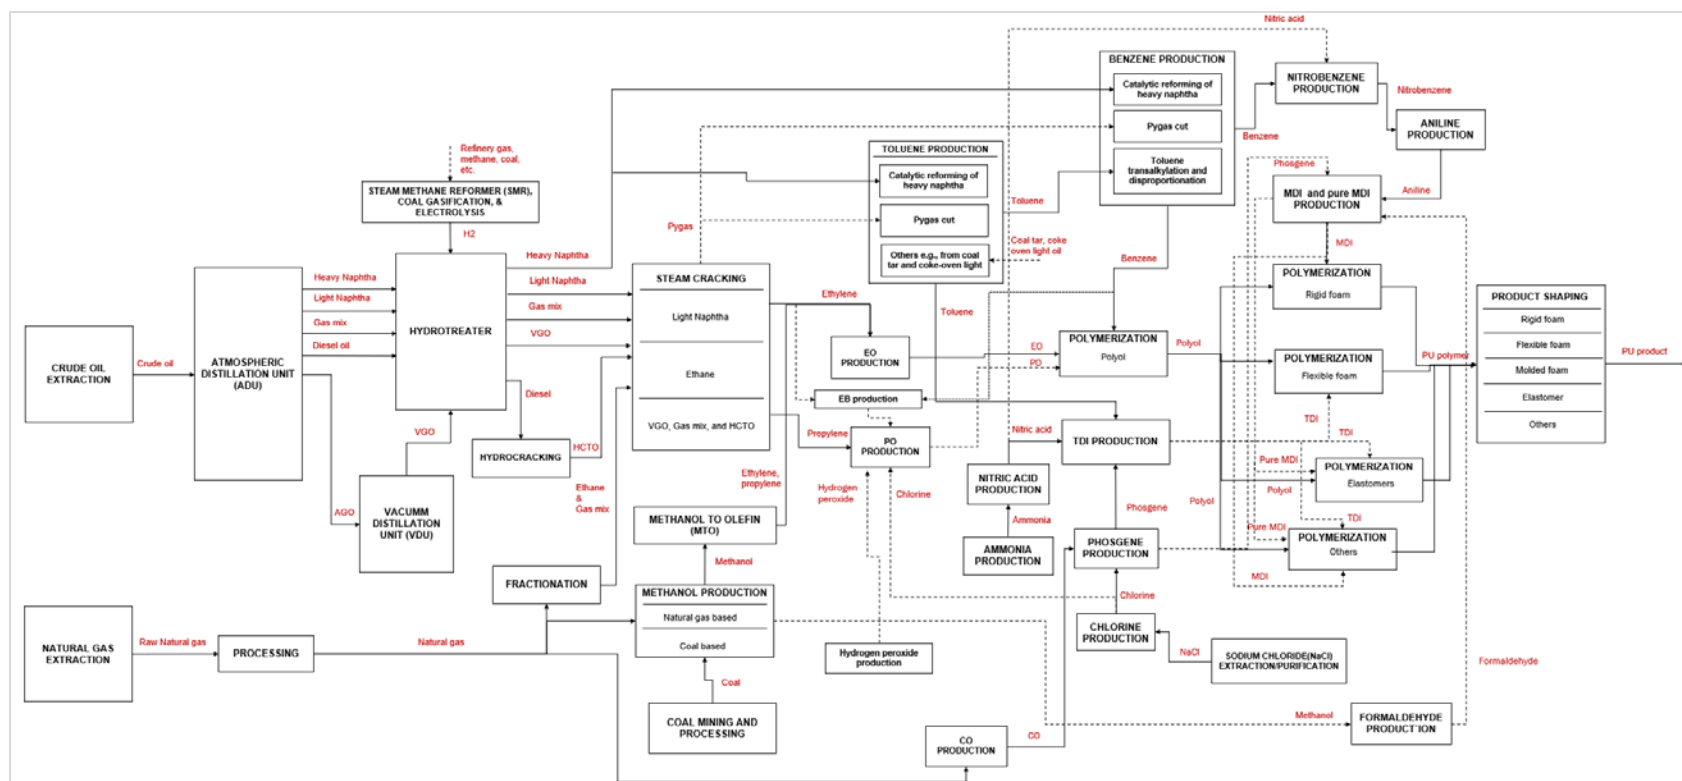 Nitric acid
BENZENE PRODUCTION
Catalytic reforming of
heavy naphtha
Pygas cut
Toluene
transalkylation and
disproportionation
NITROBENZENE
PRODUCTION
Nitrobenzene
ANILINE
PRODUCTION
Benzene
Refinery gas,
methane, coal,
etc.
STEAM METHANE REFORMER (SMR),
COAL GASIFICATION, &
ELECTROLYSIS
H2
TOLUENE PRODUCTION
Catalytic reforming of
heavy naphtha
Pygas cut
Others e.g., from coal
tar and coke-oven light
Toluene
Coal tar, coke
oven light oil
Pygas
Phosgene
MDI and pure MDI
PRODUCTION
Aniline
MDI
Heavy Naphtha
Light Naphtha
Gas mix
Diesel oil
HYDROTREATER
Heavy Naphtha
Light Naphtha
Gas mix
VGO
STEAM CRACKING
Light Naphtha
Ethane
VGO, Gas mix, and HCTO
Ethylene
Toluene
Benzene
POLYMERIZATION
Rigid foam
PRODUCT SHAPING
Rigid foam
Flexible foam
Molded foam
Elastomer
Others
CRUDE OIL
EXTRACTION
Crude oil
ATMOSPHERIC
DISTILLATION UNIT
(ADU)
EO
PRODUCTION
EO
PO
POLYMERIZATION
Polyol
Polyol
POLYMERIZATION
Flexible foam
PU polymer
PU product
Diesel
EB production
VGO
HYDROCRACKING
HCTO
Propylene
PO
PRODUCTION
Nitric acid
TDI PRODUCTION
TDI
TDI
Pure MDI
POLYMERIZATION
Elastomers
Polyol
Polyol
Ethane
&
Gas mix
Ethylene,
propylene
Hydrogen
peroxide
Chlorine
NITRIC ACID
PRODUCTION
AGO
VACUMM
DISTILLATION
UNIT (VDU)
METHANOL TO OLEFIN
(MTO)
Ammonia
Phosgene
TDI
Pure MDI
POLYMERIZATION
Others
MDI
AMMONIA
PRODUCTION
PHOSGENE
PRODUCTION
Methanol
FRACTIONATION
METHANOL PRODUCTION
Natural gas based
Coal based
Chlorine
CHLORINE
PRODUCTION
NATURAL GAS
EXTRACTION
Raw Natural gas
PROCESSING
Natural gas
Hydrogen peroxide
production
NaCl
SODIUM CHLORIDE(NaCl)
EXTRACTION/PURIFICATION
Formaldehyde
Coal
COAL MINING AND
PROCESSING
CO
PRODUCTION
CO
Methanol
FORMALDEHYDE
PRODUCTION